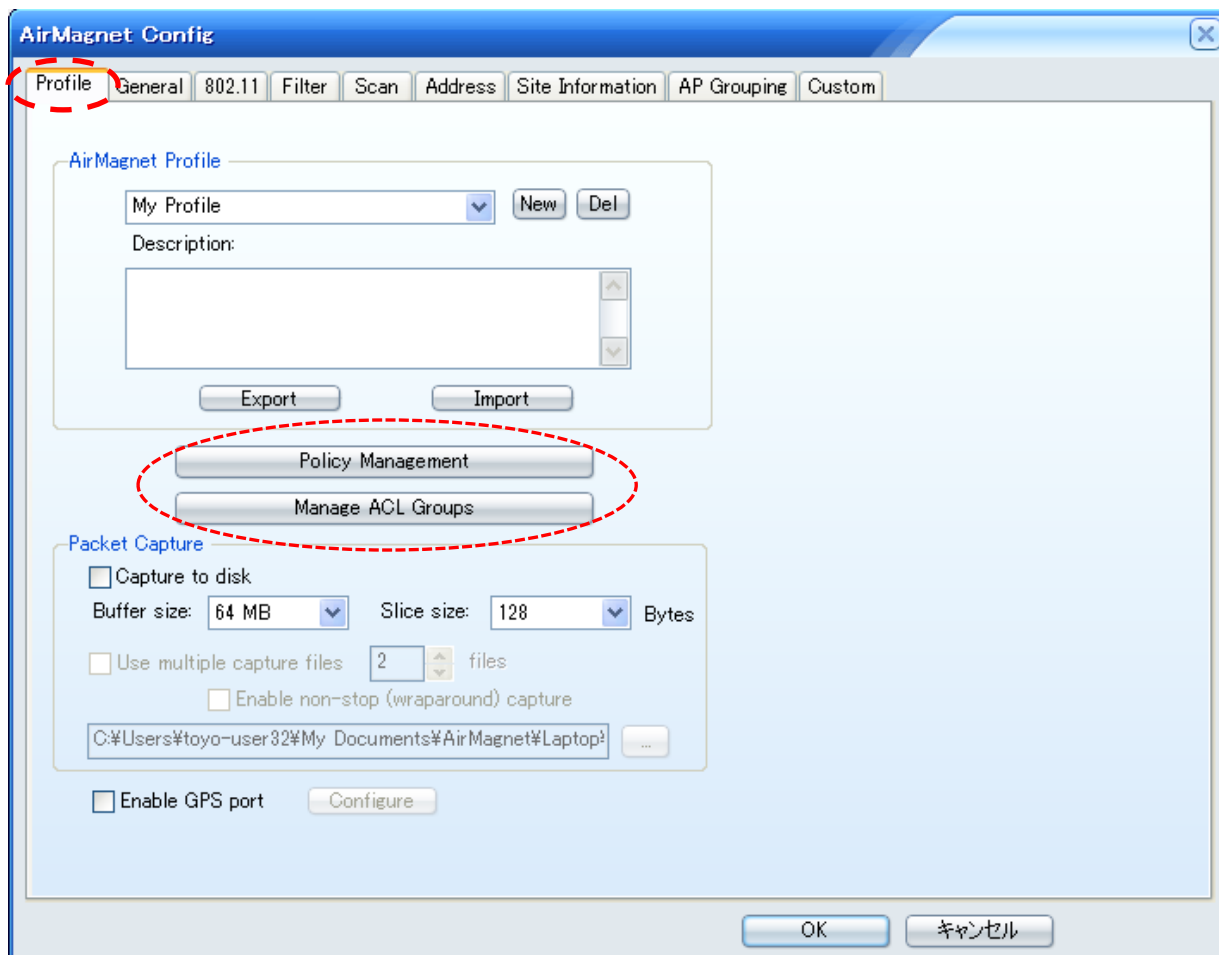 AirMagnet Config
Profile General 802.11 Filter Scan Address Site Information AP Grouping Custom
AirMagnet Profile
My Profile New Del
Description:
Export Import
Policy Management
Manage ACL Groups
Packet Capture
Capture to disk
Buffer size: 64 MB Slice size: 128 Bytes
Use multiple capture files 2 files
Enable non-stop (wraparound) capture
C:¥Users¥toyo-user32¥My Documents¥AirMagnet¥Laptop¥ ...
Enable GPS port Configure
OK キャンセル